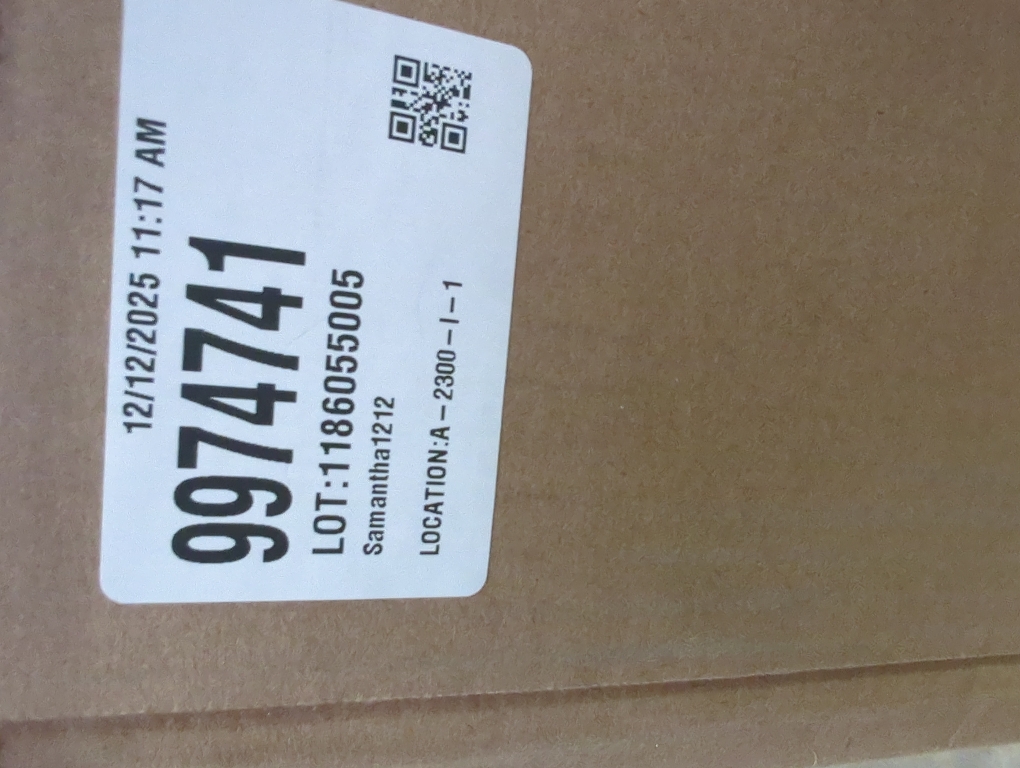 12/12/2025 11:17 AM
9974741
LOT:1186055005
Samantha1212
LOCATION:A – 2300 – I – 1